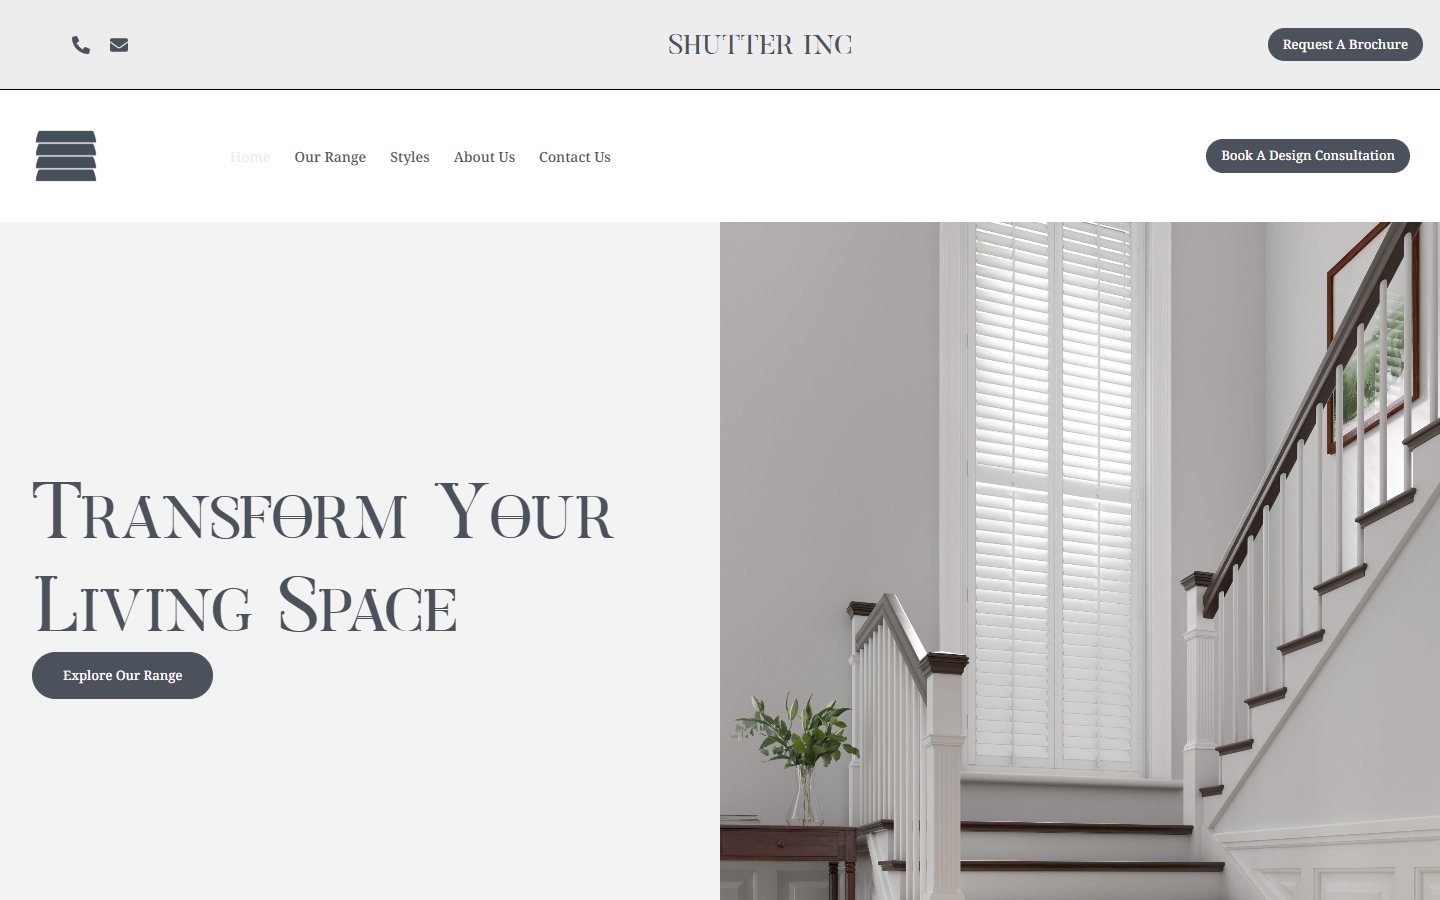 SHUTTER INC
Request A Brochure
Home
Our Range
Styles
About Us
Contact Us
Book A Design Consultation
Transform Your
Living Space
Explore Our Range